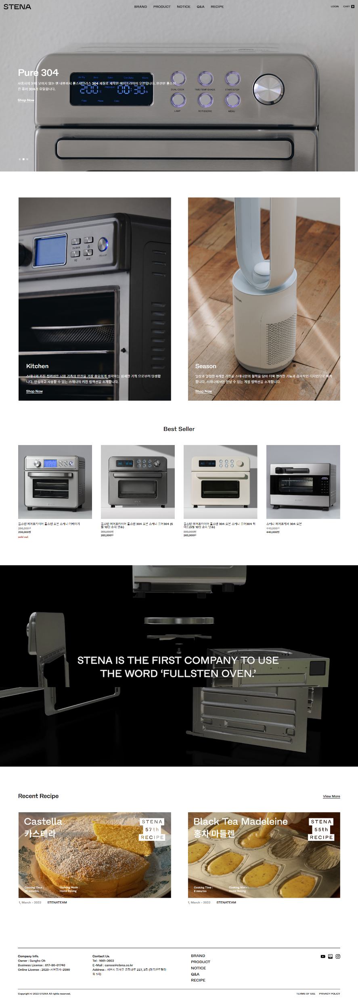 STENA
BRAND PRODUCT NOTICE Q&A RECIPE
LOGIN CART 0
Pure 304
사용자의 눈에 보이지 않는 팬 내부까지 풀스테인리스 304 재질로 제작한 에어프라이어 오븐입니다. 완전한 풀스텐
은 퓨어 304가 유일합니다.
Shop Now
Air Fry Broil Bake Con.Bake Warm
200 PREHEAT 00:30
Pizza Cake
DUAL COOK TIME/TEMP/SHADE START/STOP
LAMP ROTISSERIE MENU
Kitchen
스테나의 키친 컬렉션은 나와 가족의 안전을 가장 중요하게 생각하는 섬세한 기획 으로부터 탄생합
니다. 안심하고 사용할 수 있는 스테나의 키친 컬렉션을 소개합니다.
Shop Now
STENA
Season
일상과 밀접한 4계절 가전을 스테나만의 철학을 담아 더욱 편리한 기능과 감각적인 디자인으로 해석
합니다. 스테나에서만 만날 수 있는 계절 컬렉션을 소개합니다.
Shop Now
Best Seller
올스텐 에어프라이어 풀스텐 오븐 스테나 더베이커
298,000원
298,000원
sold out
올스텐 에어프라이어 풀스텐 304 오븐 스테나 퓨어304 (5
월 10일 순차 발송)
390,000원
263,000원
올스텐 에어프라이어 풀스텐 304 오븐 스테나 퓨어304 화
이트(5월 10일 순차 발송)
390,000원
263,000원
스테나 에어프레셔 304 오븐
440,000원
440,000원
STENA IS THE FIRST COMPANY TO USE
THE WORD ‘FULLSTEN OVEN.’
Recent Recipe
View More
Castella
카스테라
STENA
57th
RECIPE
Cooking Time :
30 minutes
Cooking Mode :
Home Baking
1, March - 2022 STENATEAM
Black Tea Madeleine
홍차 마들렌
STENA
55th
RECIPE
Cooking Time :
8 minutes
Cooking Mode :
Home Baking
1, March - 2022 STENATEAM
Company Info.
Owner : Sungho Oh
Business License : 817-86-01740
Online License : 2020-서울강서-2590
Contact Us.
Tel : 1661-3603
E-Mail : caroos@stena.co.kr
Address : 서울시 강서구 공항대로 227, 3층 (마곡센트럴타
워 1차)
BRAND
PRODUCT
NOTICE
Q&A
RECIPE
Copyright © 2022 STENA All rights reserved.
TERMS OF USE PRIVACY POLICY